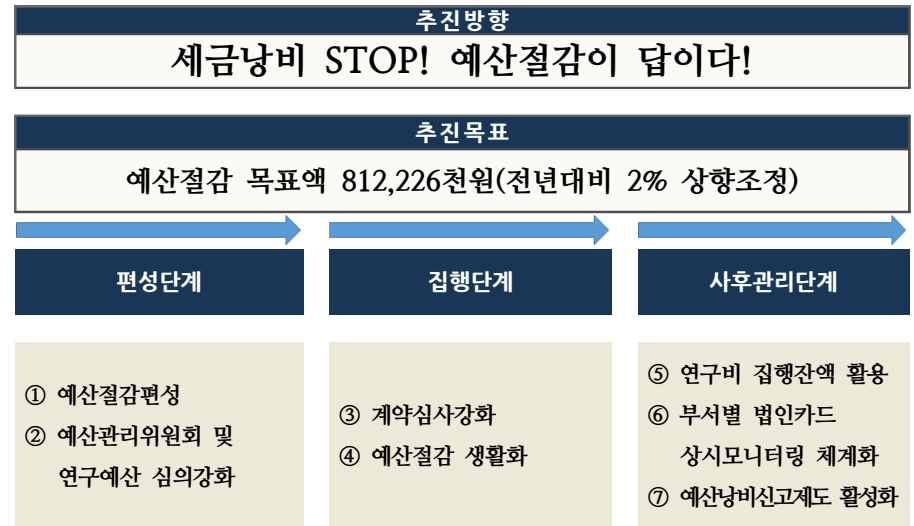 추진방향
세금낭비 STOP! 예산절감이 답이다!
추진목표
예산절감 목표액 812,226천원(전년대비 2% 상향조정)
편성단계
① 예산절감편성
② 예산관리위원회 및
연구예산 심의강화
집행단계
③ 계약심사강화
④ 예산절감 생활화
사후관리단계
⑤ 연구비 집행잔액 활용
⑥ 부서별 법인카드
상시모니터링 체계화
⑦ 예산낭비신고제도 활성화